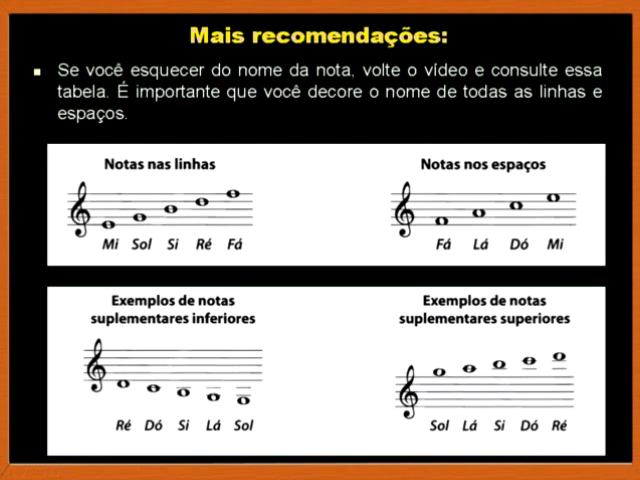 Mais recomendações:
Se você esquecer do nome da nota, volte o vídeo e consulte essa
tabela. É importante que você decore o nome de todas as linhas e
espaços.
Notas nas linhas
Mi Sol Si Ré Fá
Notas nos espaços
Fá Lá Dó Mi
Exemplos de notas
suplementares inferiores
Ré Dó Si Lá Sol
Exemplos de notas
suplementares superiores
Sol Lá Si Dó Ré